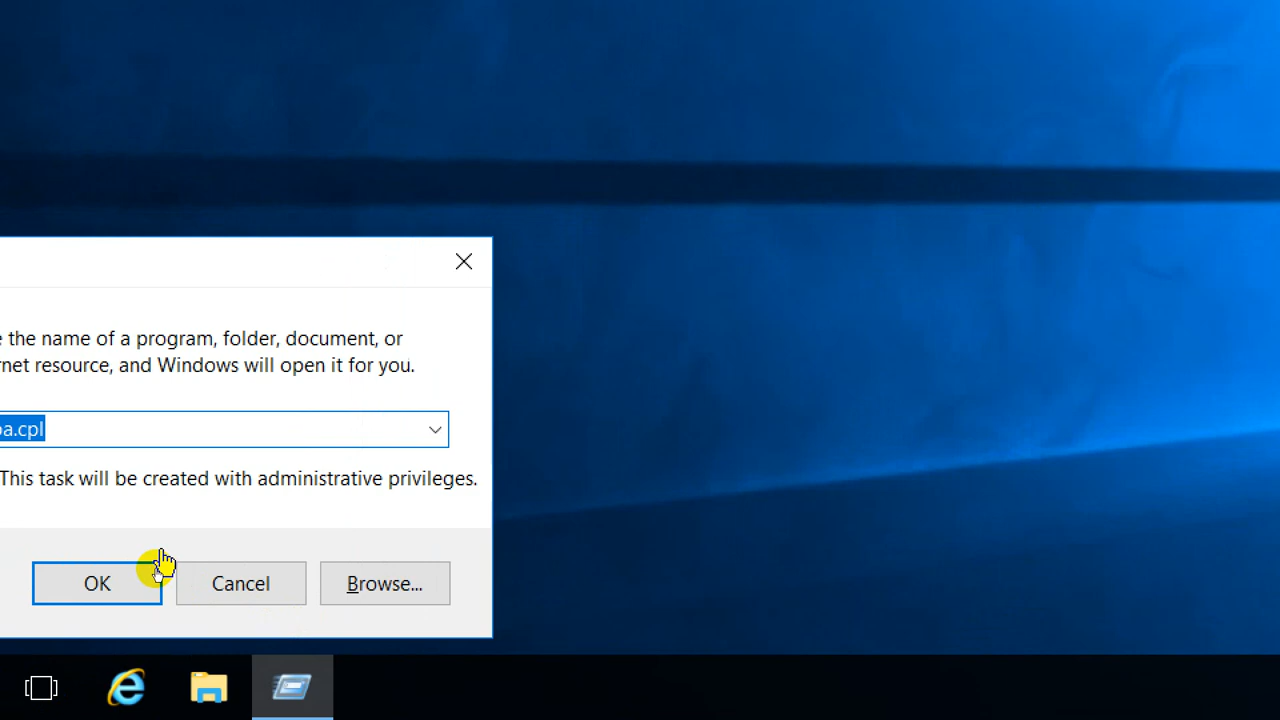 the name of a program, folder, document, or
resource, and Windows will open it for you.
.cpl
This task will be created with administrative privileges.
OK
Cancel
Browse...